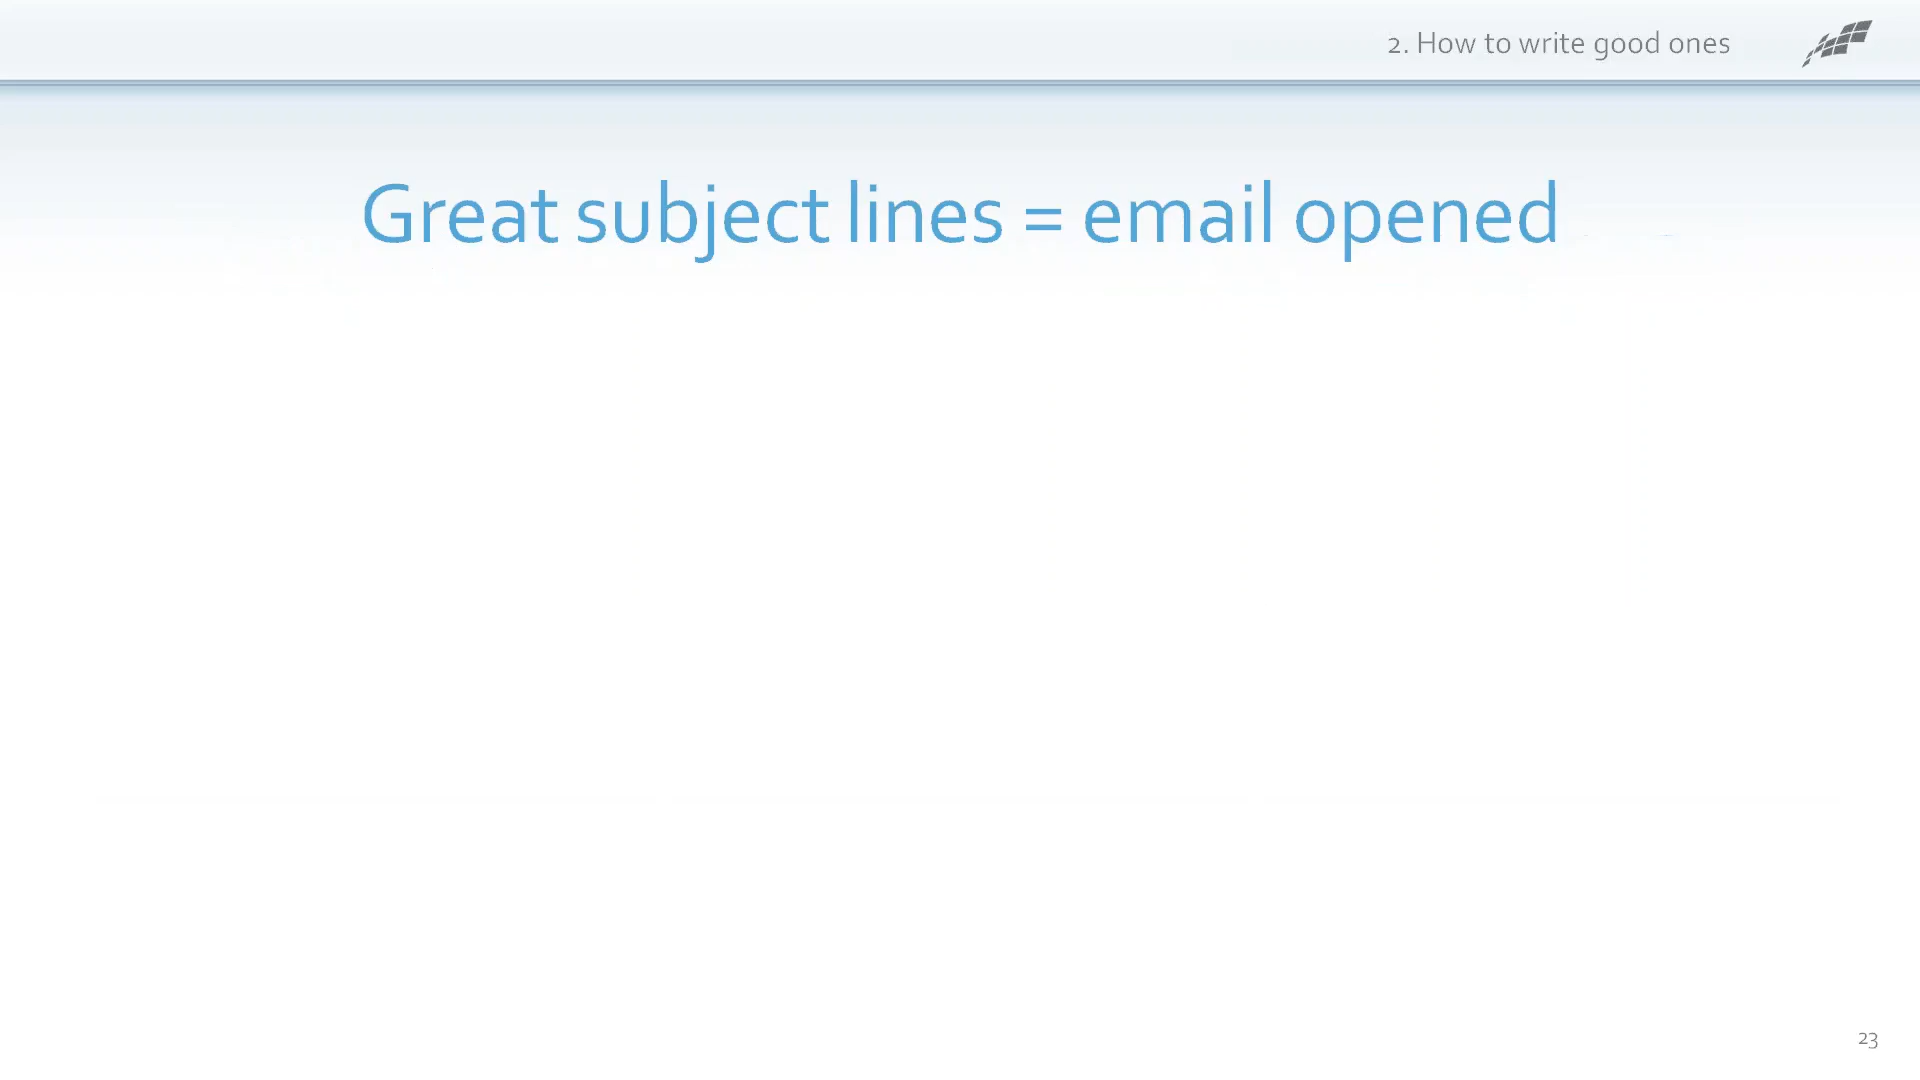 2. How to write good ones
Great subject lines = email opened
23